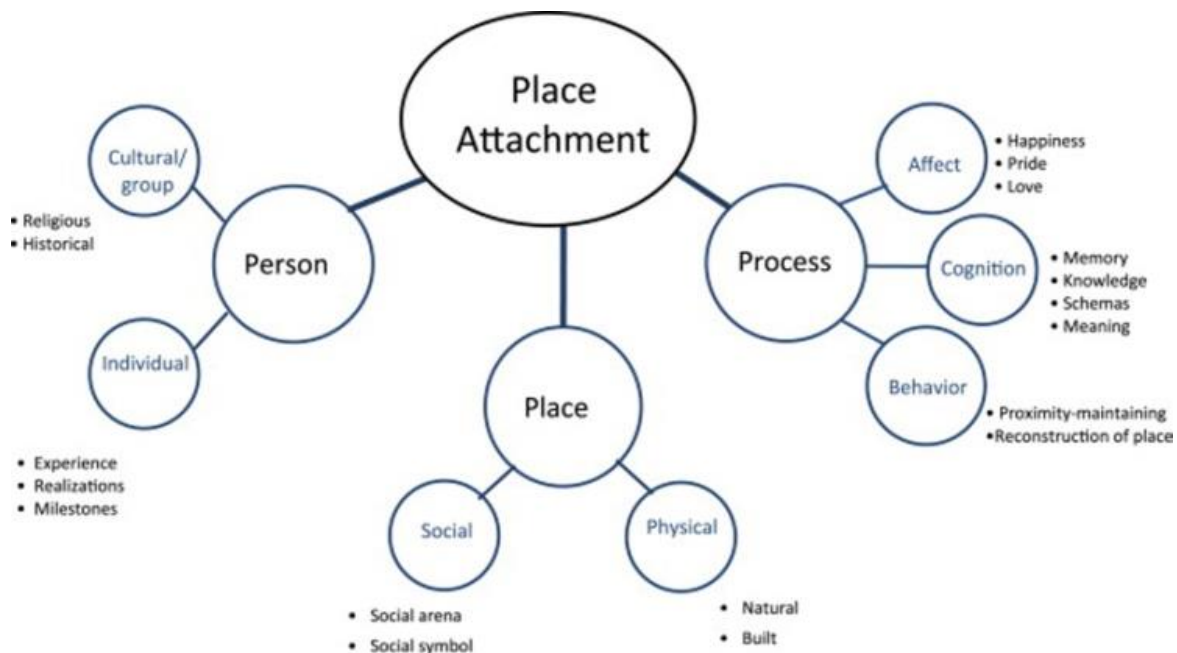 Place
Attachment
Cultural/
group
• Religious
• Historical
Person
Individual
• Experience
• Realizations
• Milestones
Place
Social
• Social arena
• Social symbol
Physical
• Natural
• Built
Process
Affect
• Happiness
• Pride
• Love
Cognition
• Memory
• Knowledge
• Schemas
• Meaning
Behavior
• Proximity-maintaining
•Reconstruction of place